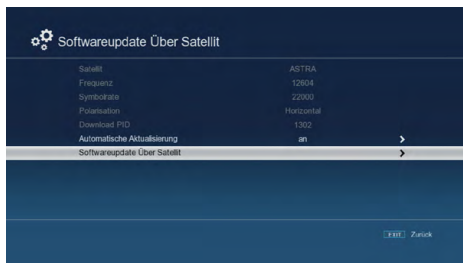 Softwareupdate Über Satellit
Satellit ASTRA
Frequenz 12604
Symbolrate 22000
Polarisation Horizontal
Download PID 1302
Automatische Aktualisierung an >
Softwareupdate Über Satellit >
EXIT Zurück